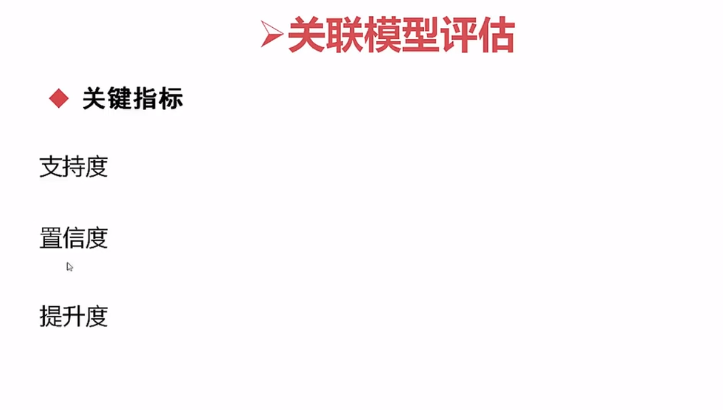 关联模型评估
关键指标
支持度
置信度
提升度